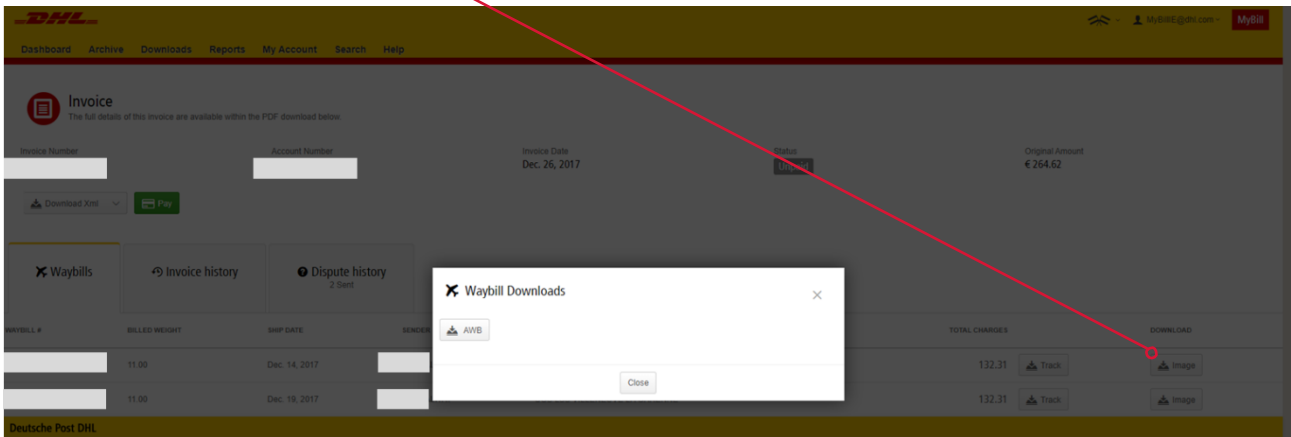 DHL
MyBillIE@dhl.com MyBill
Dashboard Archive Downloads Reports My Account Search Help
Invoice
The full details of this invoice are available within the PDF download below.
Invoice Number Account Number Invoice Date Status Original Amount
Dec. 26, 2017 Unpaid € 264.62
Download Xml Pay
Waybills Invoice history Dispute history
2 Sent
Waybill Downloads ×
AWB
Close
WAYBILL # BILLED WEIGHT SHIP DATE SENDER TOTAL CHARGES DOWNLOAD
11.00 Dec. 14, 2017 132.31 Track Image
11.00 Dec. 19, 2017 132.31 Track Image
Deutsche Post DHL